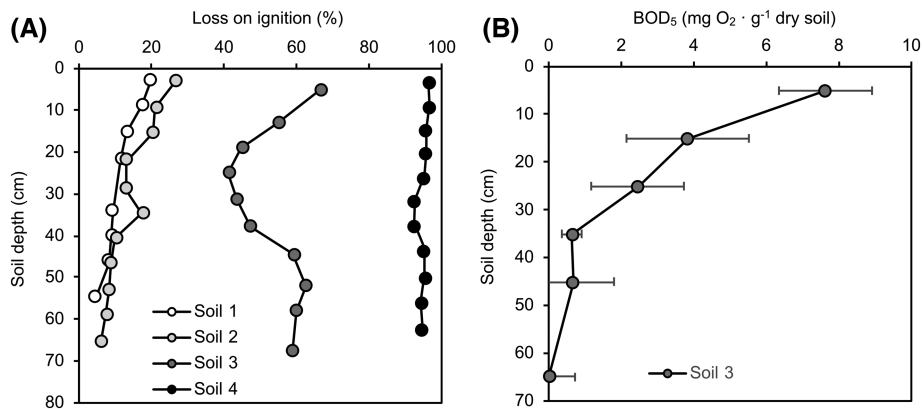 (A)
Loss on ignition (%)
0 20 40 60 80 100
0
10
20
30
40
50
60
70
80
Soil depth (cm)
Soil 1
Soil 2
Soil 3
Soil 4
(B)
BOD₅ (mg O₂ · g⁻¹ dry soil)
0 2 4 6 8 10
0
10
20
30
40
50
60
70
Soil depth (cm)
Soil 3